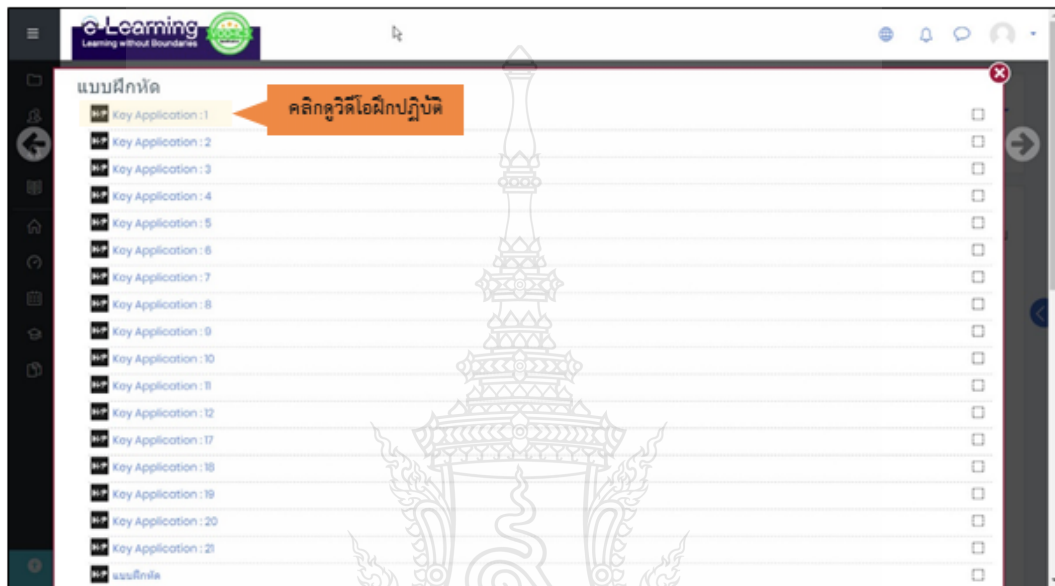 e-Learning
Learning without Boundaries
แบบฝึกหัด
Key Application : 1
คลิกดูวิดีโอฝึกปฏิบัติ
Key Application : 2
Key Application : 3
Key Application : 4
Key Application : 5
Key Application : 6
Key Application : 7
Key Application : 8
Key Application : 9
Key Application : 10
Key Application : 11
Key Application : 12
Key Application : 17
Key Application : 18
Key Application : 19
Key Application : 20
Key Application : 21
แบบฝึกหัด